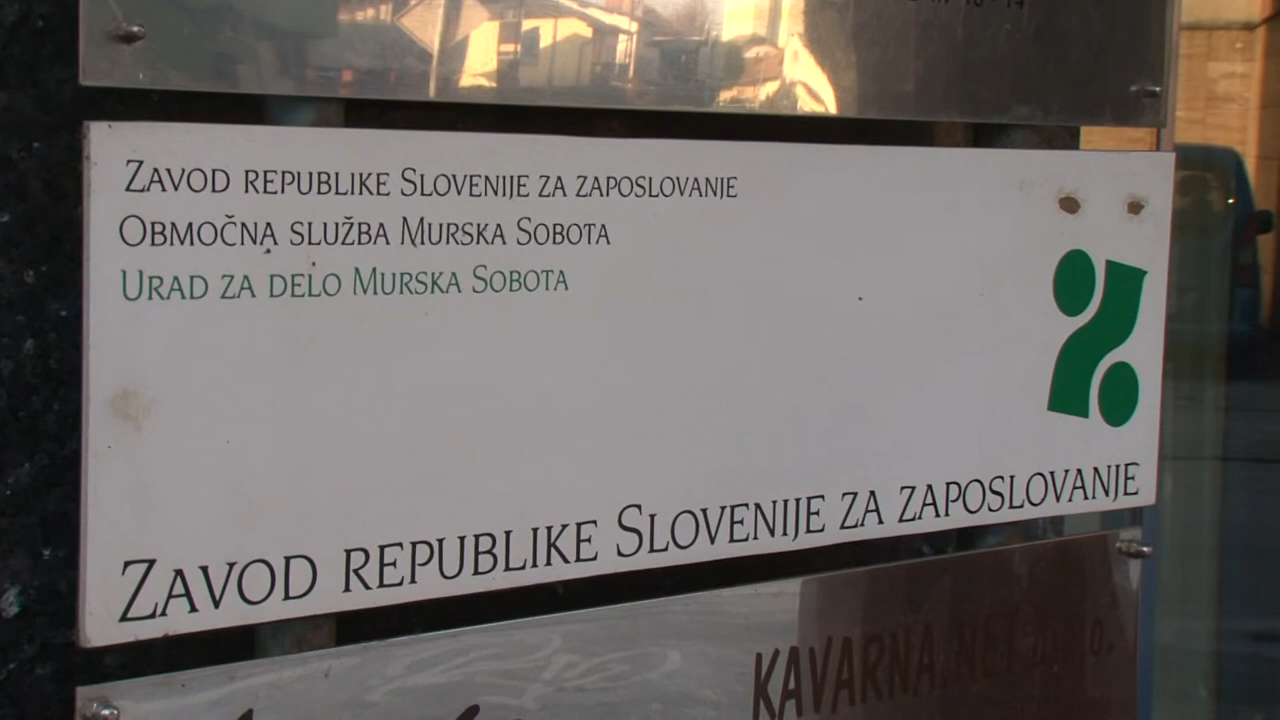 ZAVOD REPUBLIKE SLOVENIJE ZA ZAPOSLOVANJE
OBMOČNA SLUŽBA MURSKA SOBOTA
URAD ZA DELO MURSKA SOBOTA
ZAVOD REPUBLIKE SLOVENIJE ZA ZAPOSLOVANJE
KAVARNA.NET